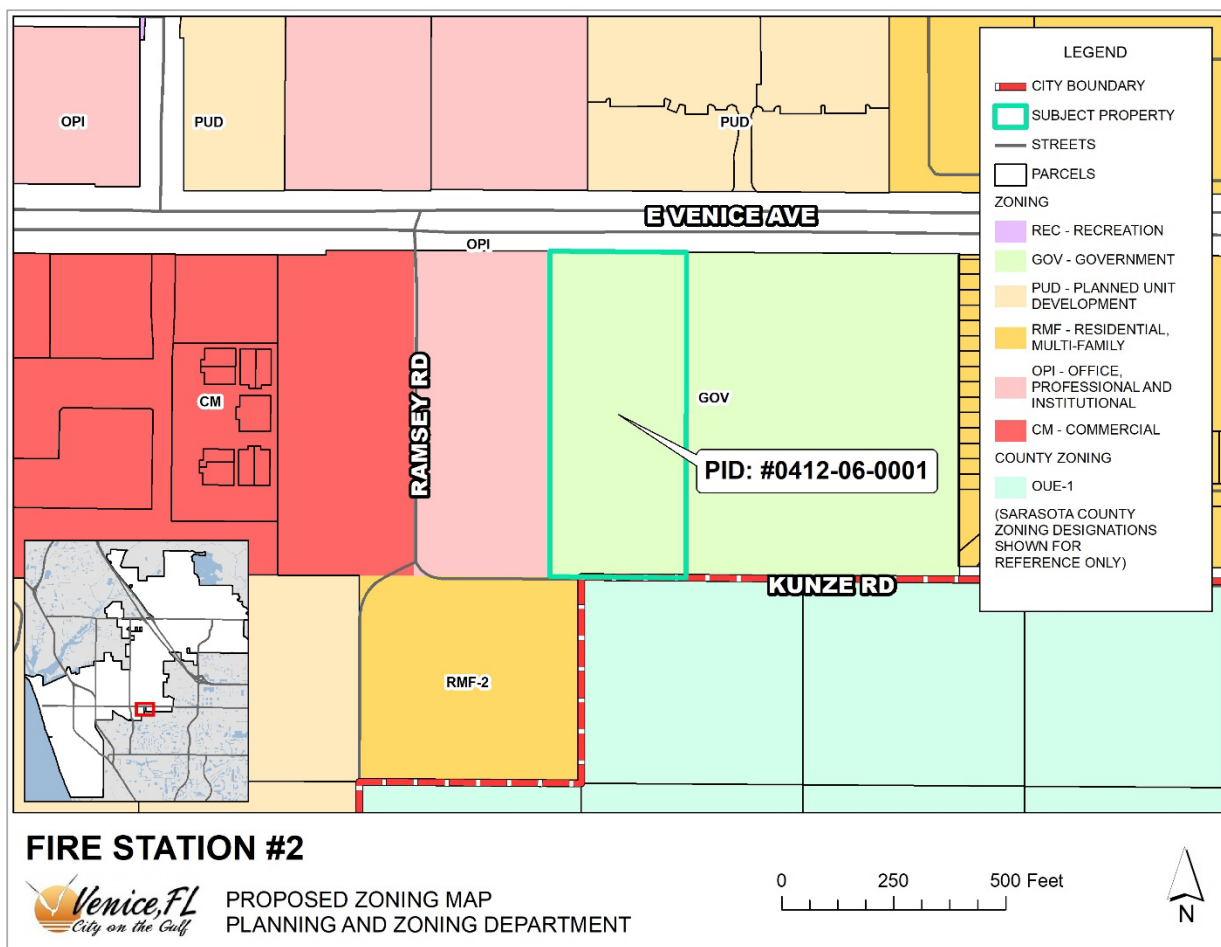 OPI
PUD
PUD
E VENICE AVE
OPI
RAMSEY RD
CM
GOV
PID: #0412-06-0001
KUNZE RD
RMF-2
LEGEND
CITY BOUNDARY
SUBJECT PROPERTY
STREETS
PARCELS
ZONING
REC - RECREATION
GOV - GOVERNMENT
PUD - PLANNED UNIT
DEVELOPMENT
RMF - RESIDENTIAL,
MULTI-FAMILY
OPI - OFFICE,
PROFESSIONAL AND
INSTITUTIONAL
CM - COMMERCIAL
COUNTY ZONING
OUE-1
(SARASOTA COUNTY
ZONING DESIGNATIONS
SHOWN FOR
REFERENCE ONLY)
FIRE STATION #2
Venice, FL
City on the Gulf
PROPOSED ZONING MAP
PLANNING AND ZONING DEPARTMENT
0 250 500 Feet
N